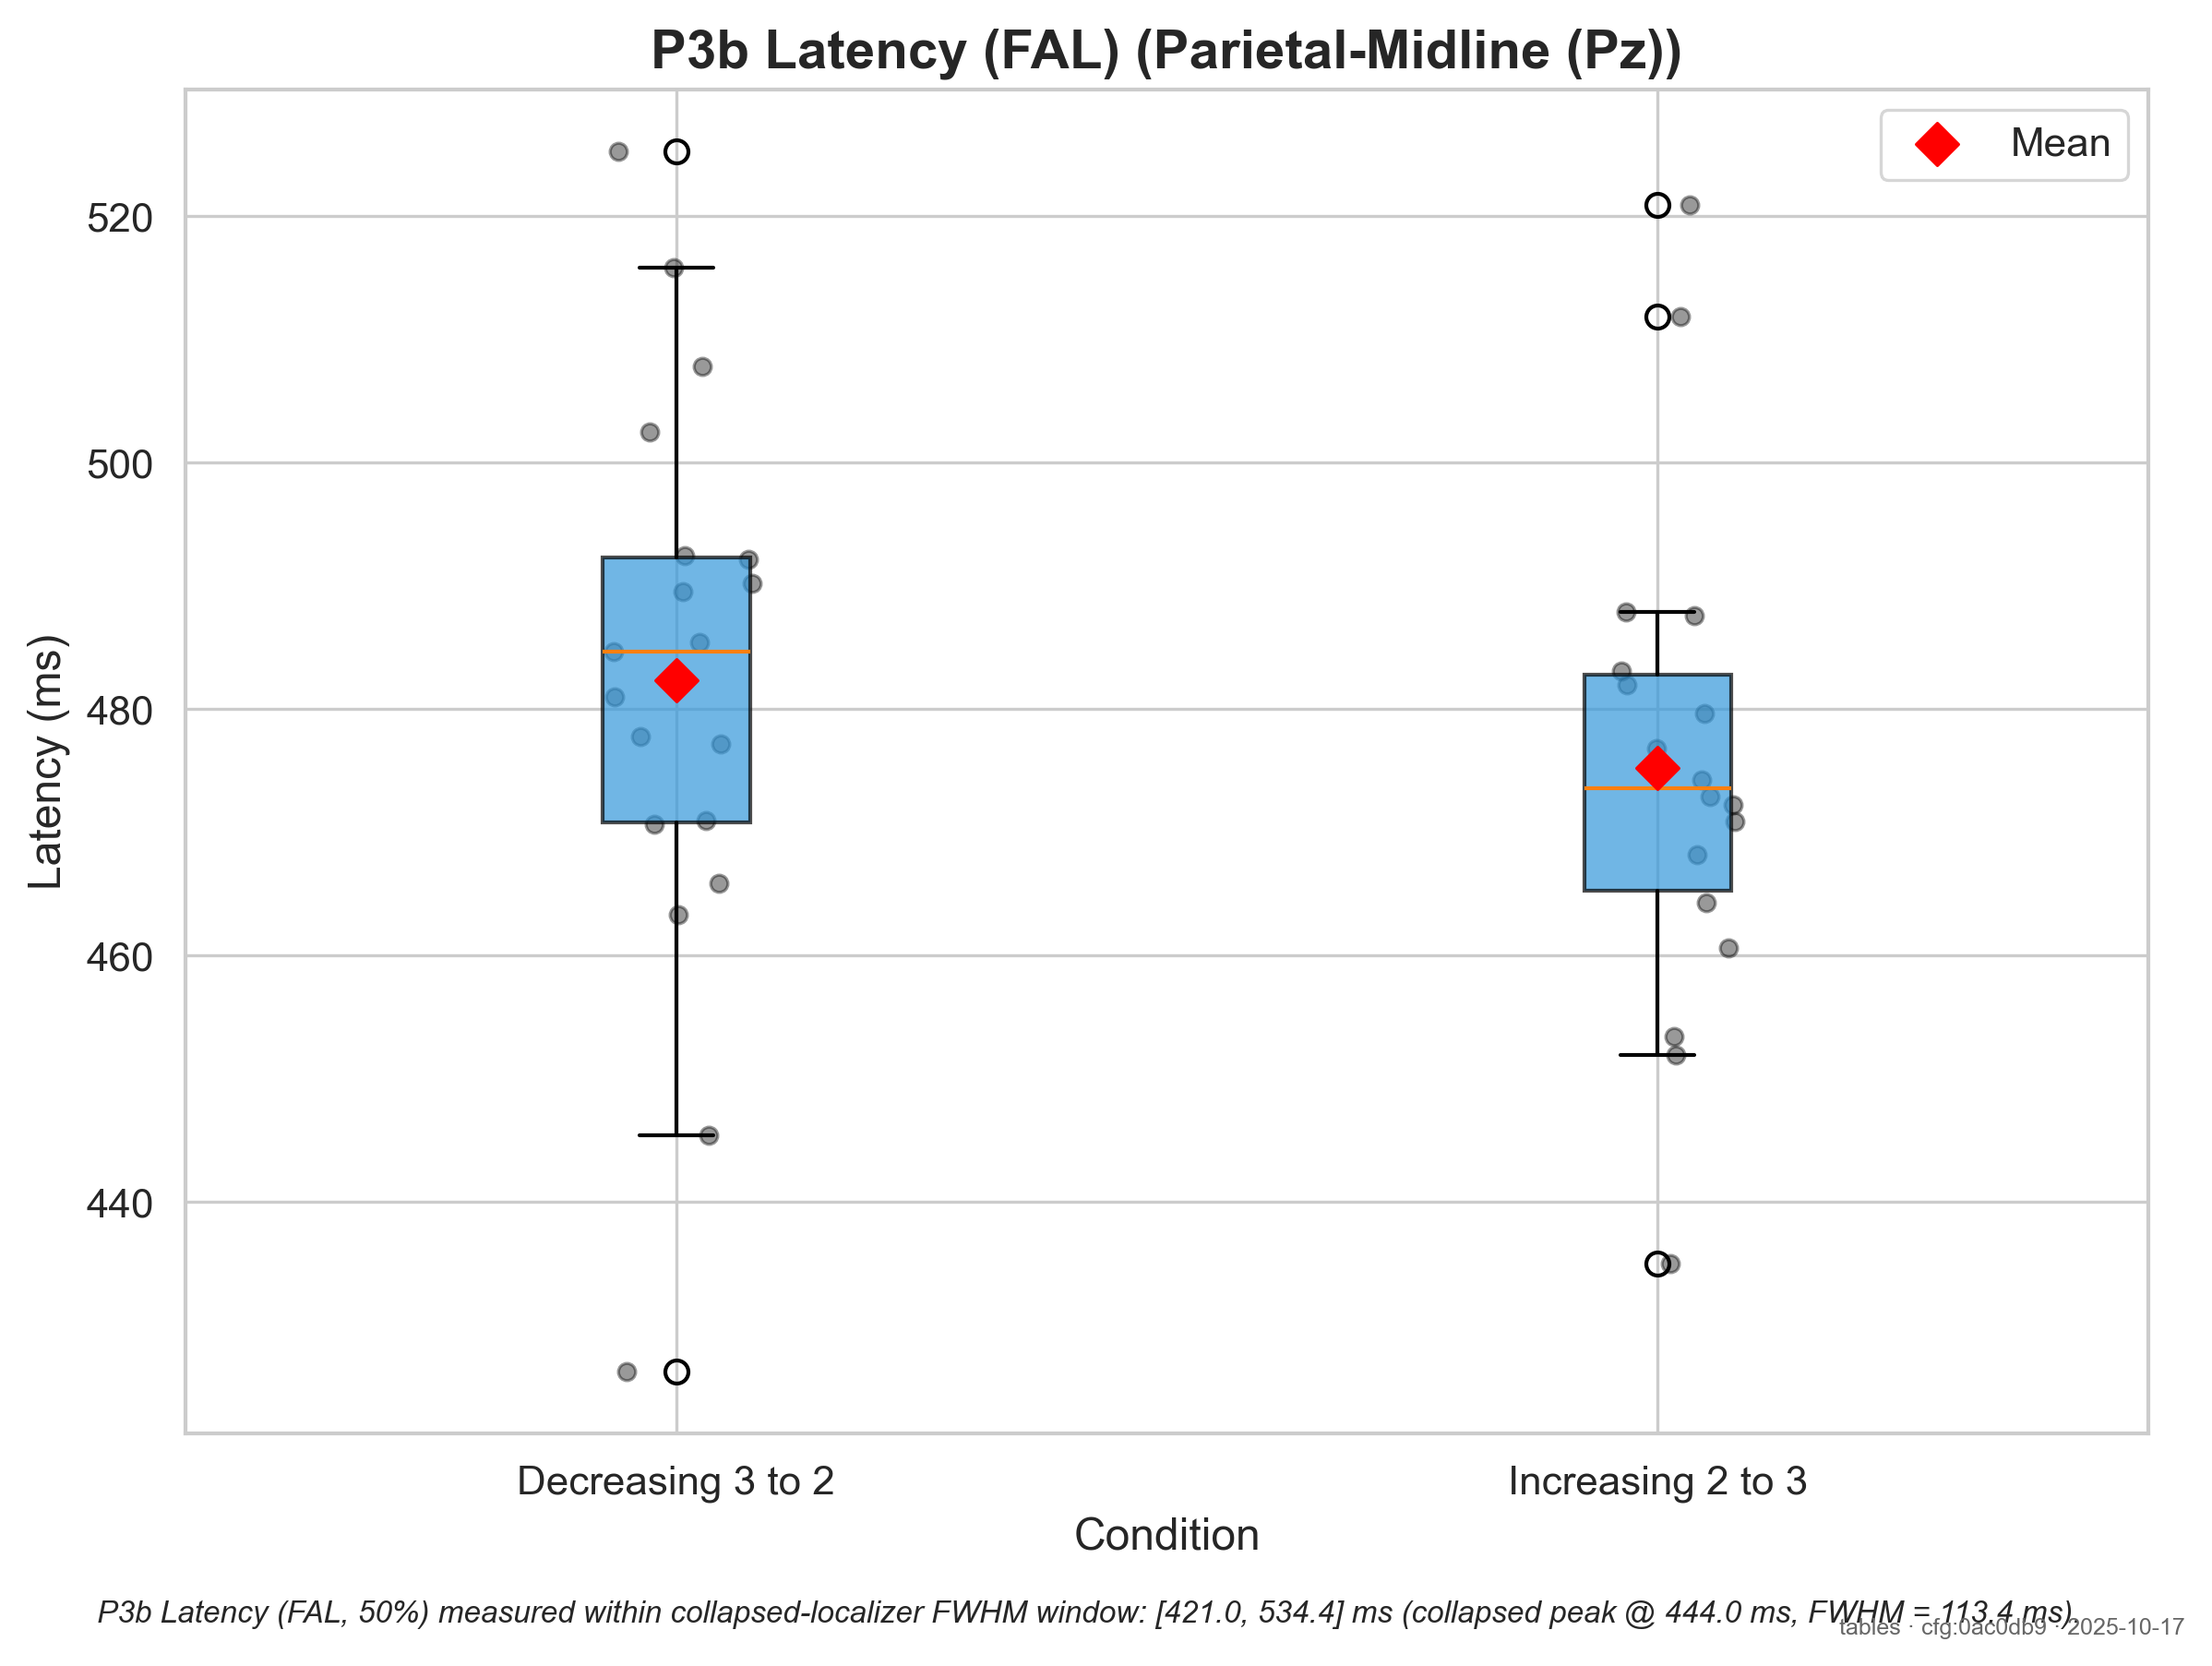 P3b Latency (FAL) (Parietal-Midline (Pz))
Mean
520
500
480
460
440
Latency (ms)
Decreasing 3 to 2
Increasing 2 to 3
Condition
P3b Latency (FAL, 50%) measured within collapsed-localizer FWHM window: [421.0, 534.4] ms (collapsed peak @ 444.0 ms, FWHM = 113.4 ms).
tables · cfg:0ac0db9 · 2025-10-17